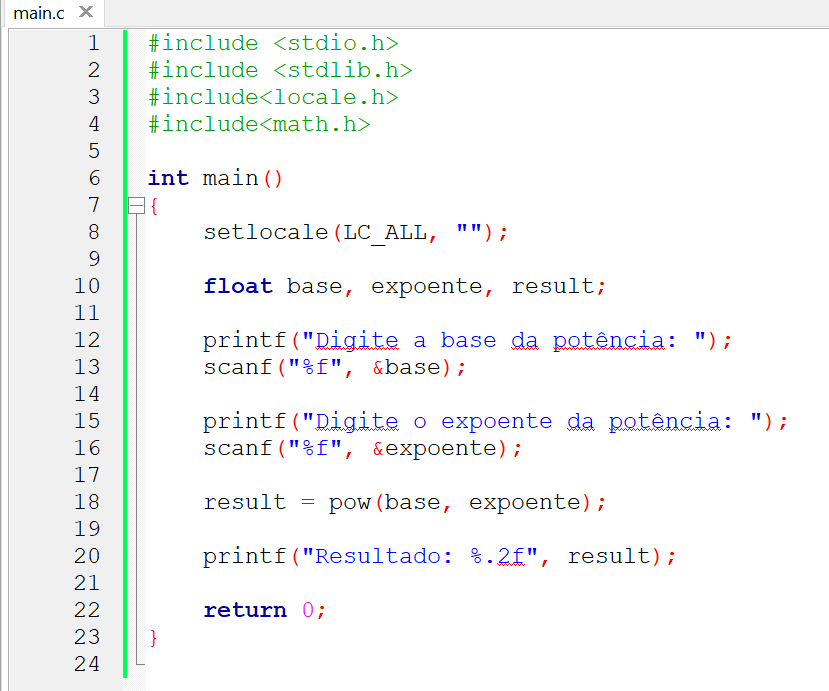 main.c ✕
1 #include <stdio.h>
2 #include <stdlib.h>
3 #include<locale.h>
4 #include<math.h>
5
6 int main()
7 {
8     setlocale(LC_ALL, "");
9
10     float base, expoente, result;
11
12     printf("Digite a base da potência: ");
13     scanf("%f", &base);
14
15     printf("Digite o expoente da potência: ");
16     scanf("%f", &expoente);
17
18     result = pow(base, expoente);
19
20     printf("Resultado: %.2f", result);
21
22     return 0;
23 }
24